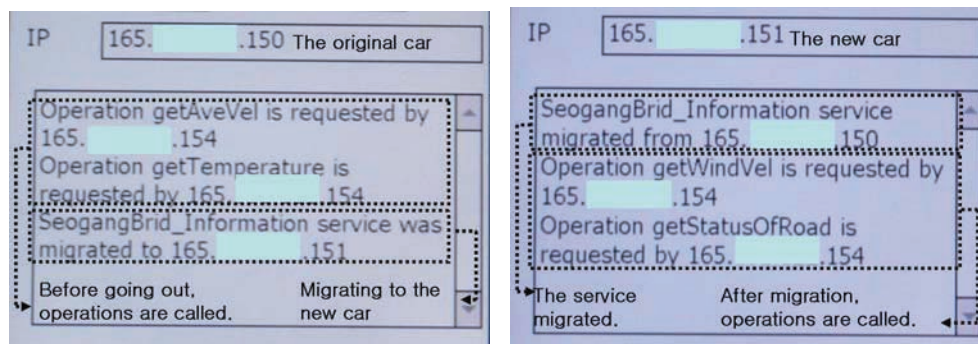 IP 165. .150 The original car
Operation getAveVel is requested by
165. .154
Operation getTemperature is
requested by 165. 154
SeogangBrid_Information service was
migrated to 165. .151
Before going out,
operations are called.
Migrating to the
new car
IP 165. .151 The new car
SeogangBrid_Information service
migrated from 165. 150
Operation getWindVel is requested by
165. .154
Operation getStatusOfRoad is
requested by 165. .154
The service
migrated.
After migration,
operations are called.